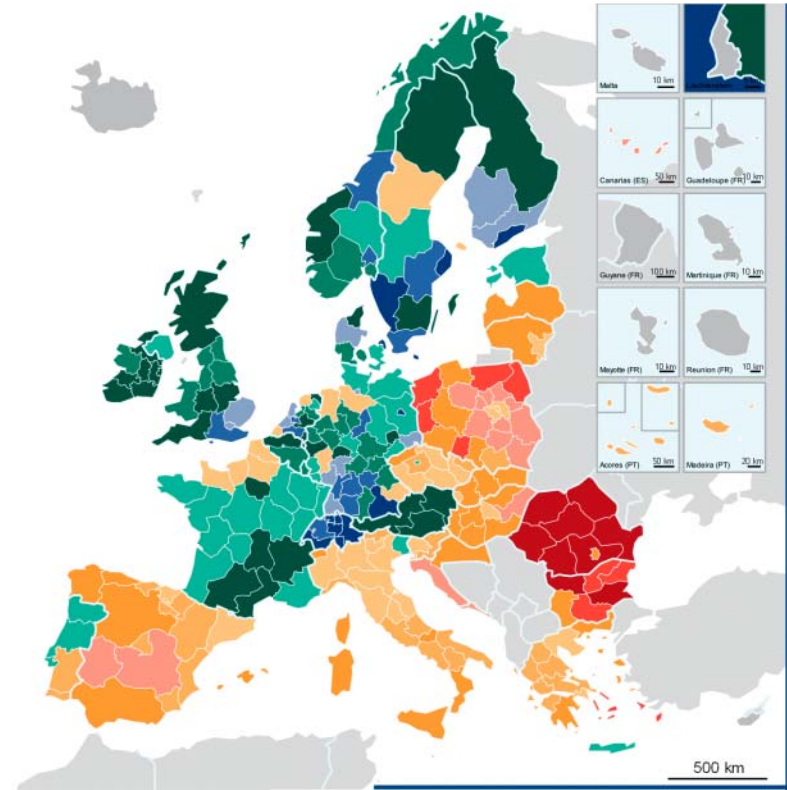 Malta
10 km
Liechtenstein
Canarias (ES)
50 km
Guadeloupe (FR)
10 km
Guyane (FR)
100 km
Martinique (FR)
10 km
Mayotte (FR)
10 km
Reunion (FR)
10 km
Acores (PT)
50 km
Madeira (PT)
20 km
500 km